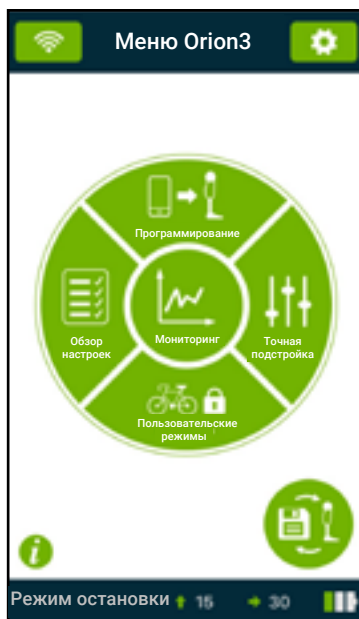 Меню Orion3
Программирование
Обзор
настроек
Мониторинг
Точная
подстройка
Пользовательские
режимы
i
Режим остановки 15 30